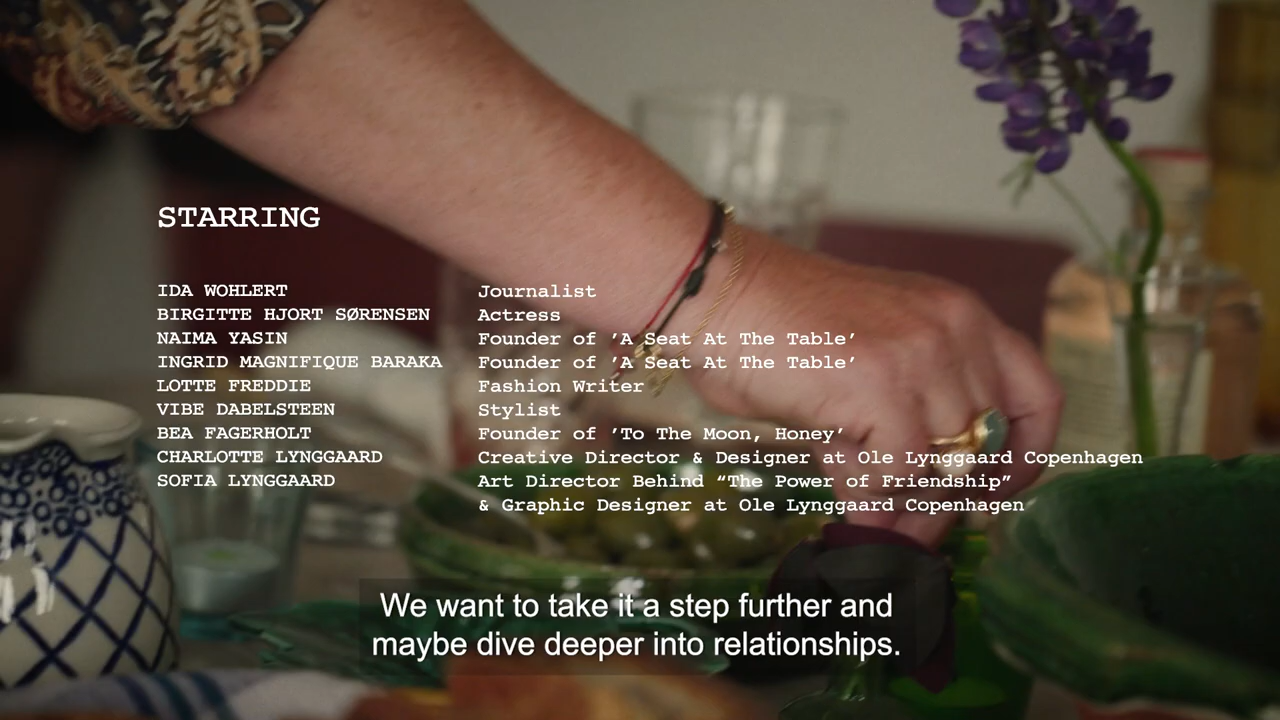 STARRING
IDA WOHLERT Journalist
BIRGITTE HJORT SØRENSEN Actress
NAIMA YASIN Founder of ’A Seat At The Table’
INGRID MAGNIFIQUE BARAKA Founder of ’A Seat At The Table’
LOTTE FREDDIE Fashion Writer
VIBE DABELSTEEN Stylist
BEA FAGERHOLT Founder of ’To The Moon, Honey’
CHARLOTTE LYNGGAARD Creative Director & Designer at Ole Lynggaard Copenhagen
SOFIA LYNGGAARD Art Director Behind “The Power of Friendship”
& Graphic Designer at Ole Lynggaard Copenhagen
We want to take it a step further and
maybe dive deeper into relationships.